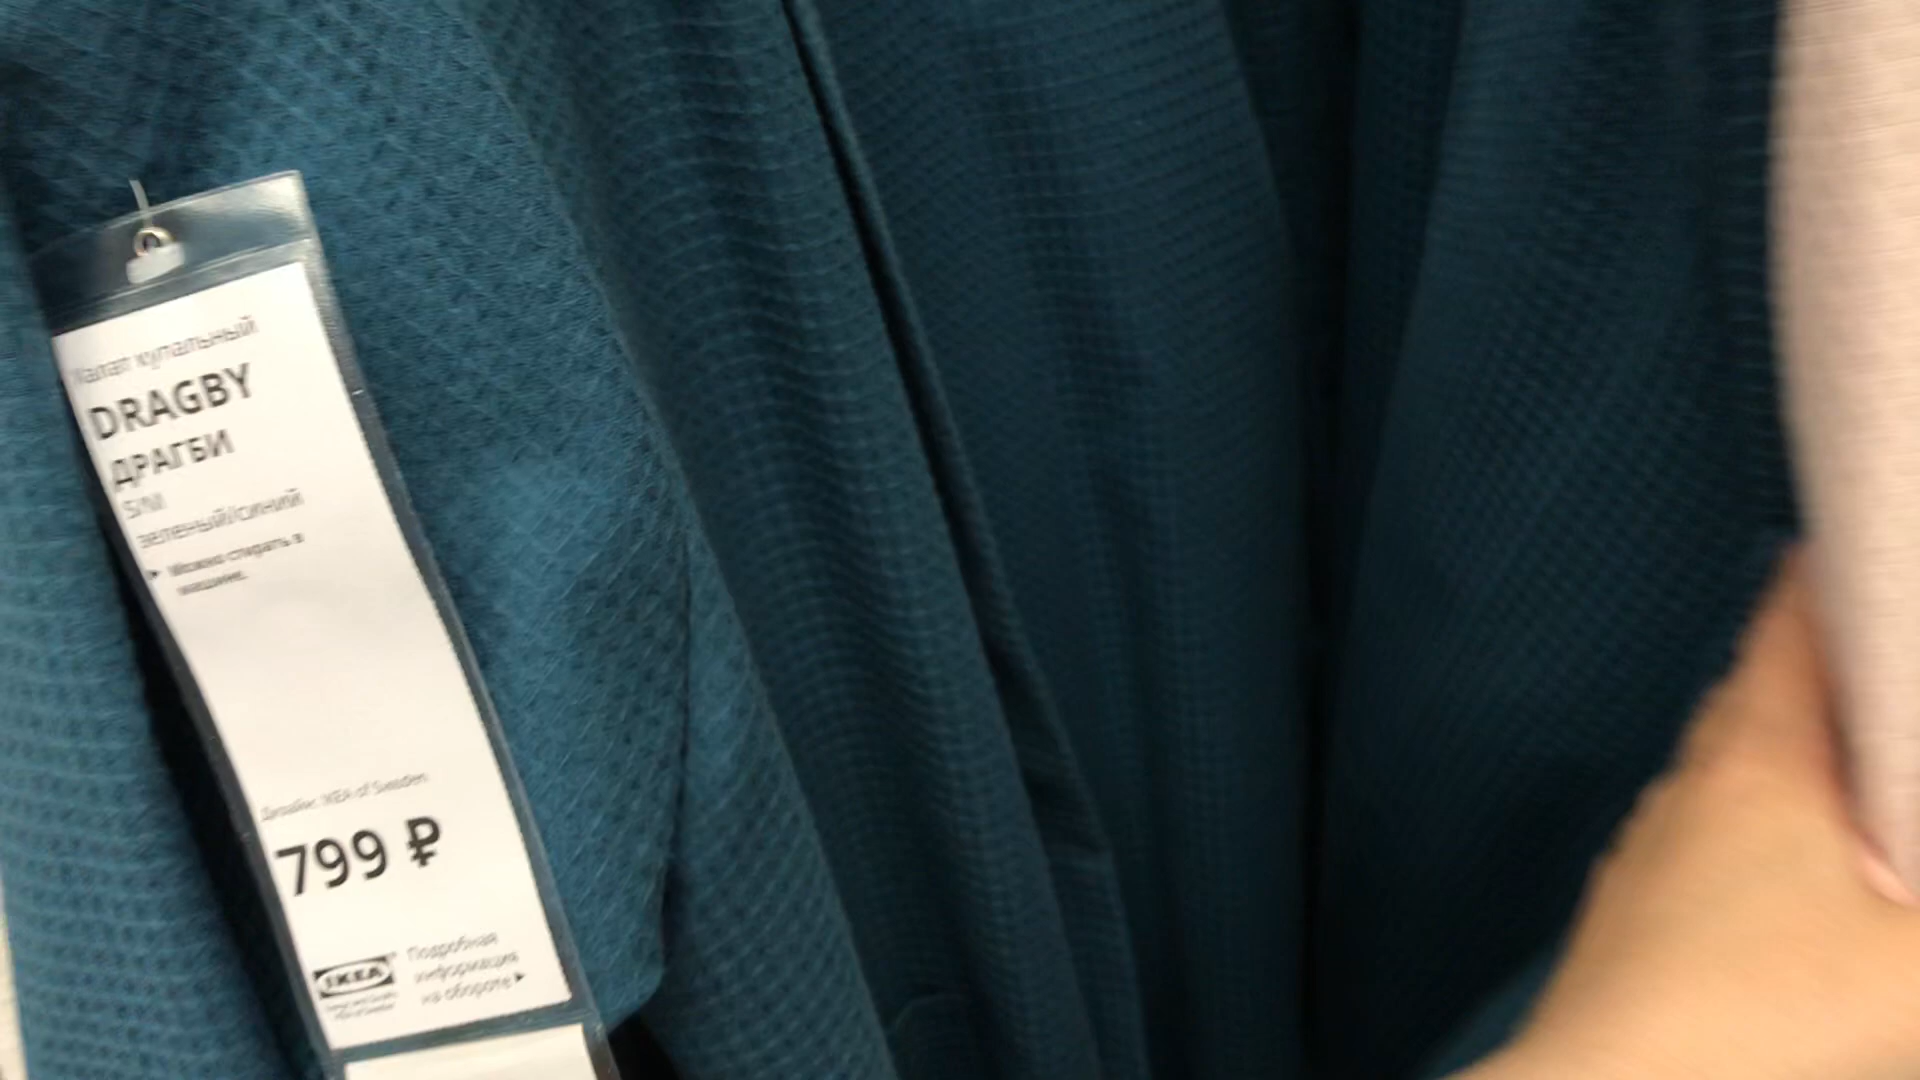 Халат купальный
DRAGBY
ДРАГБИ
S/M
зеленый/синий
▸ Можно стирать в
машине.
Дизайн: IKEA of Sweden
799 ₽
IKEA
Подробная
информация
на обороте ▸